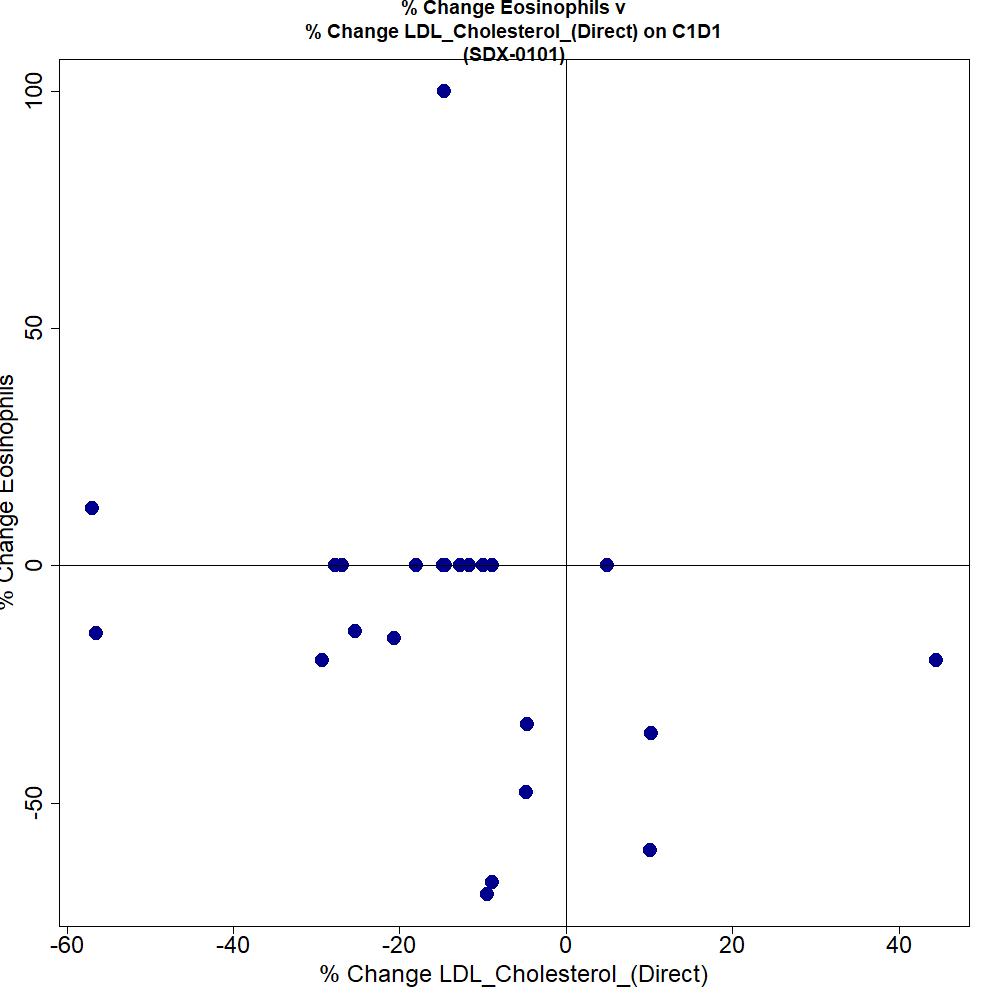 % Change Eosinophils v
% Change LDL_Cholesterol_(Direct) on C1D1
(SDX-0101)
100
50
0
-50
% Change Eosinophils
-60 -40 -20 0 20 40
% Change LDL_Cholesterol_(Direct)